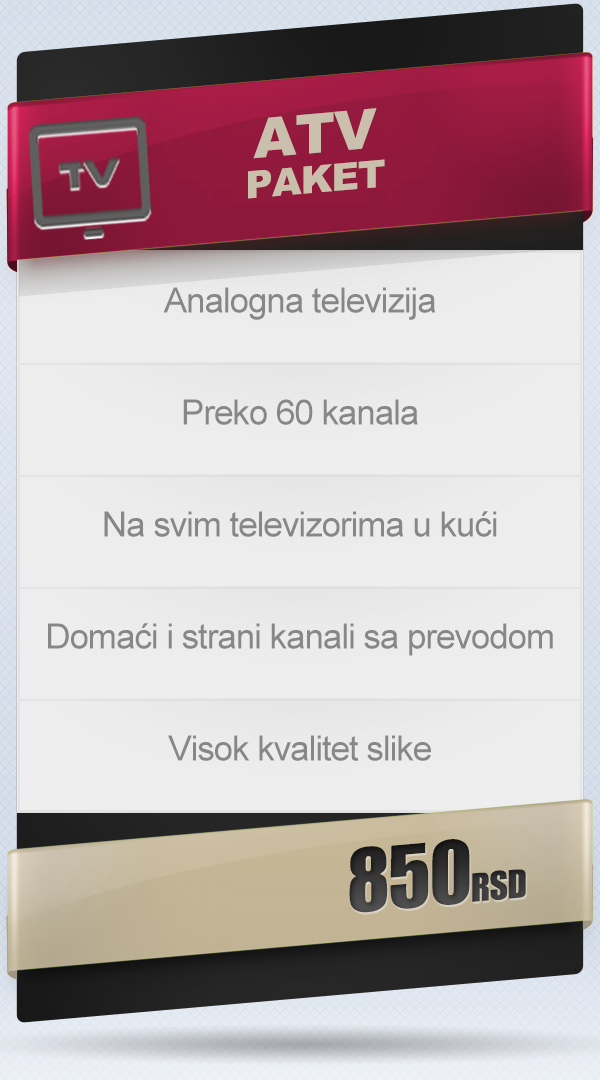 TV
ATV
PAKET
Analogna televizija
Preko 60 kanala
Na svim televizorima u kući
Domaći i strani kanali sa prevodom
Visok kvalitet slike
850RSD